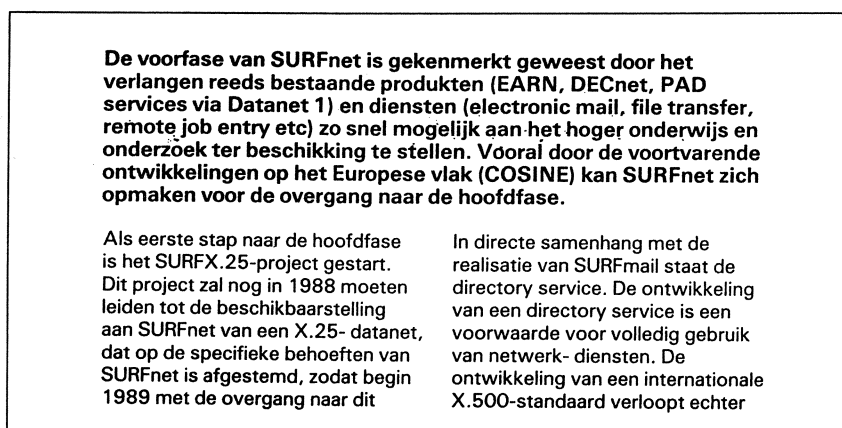 De voorfase van SURFnet is gekenmerkt geweest door het
verlangen reeds bestaande produkten (EARN, DECnet, PAD
services via Datanet 1) en diensten (electronic mail, file transfer,
remote job entry etc) zo snel mogelijk aan het hoger onderwijs en
onderzoek ter beschikking te stellen. Vooral door de voortvarende
ontwikkelingen op het Europese vlak (COSINE) kan SURFnet zich
opmaken voor de overgang naar de hoofdfase.
Als eerste stap naar de hoofdfase
is het SURFX.25-project gestart.
Dit project zal nog in 1988 moeten
leiden tot de beschikbaarstelling
aan SURFnet van een X.25- datanet,
dat op de specifieke behoeften van
SURFnet is afgestemd, zodat begin
1989 met de overgang naar dit
In directe samenhang met de
realisatie van SURFmail staat de
directory service. De ontwikkeling
van een directory service is een
voorwaarde voor volledig gebruik
van netwerk- diensten. De
ontwikkeling van een internationale
X.500-standaard verloopt echter